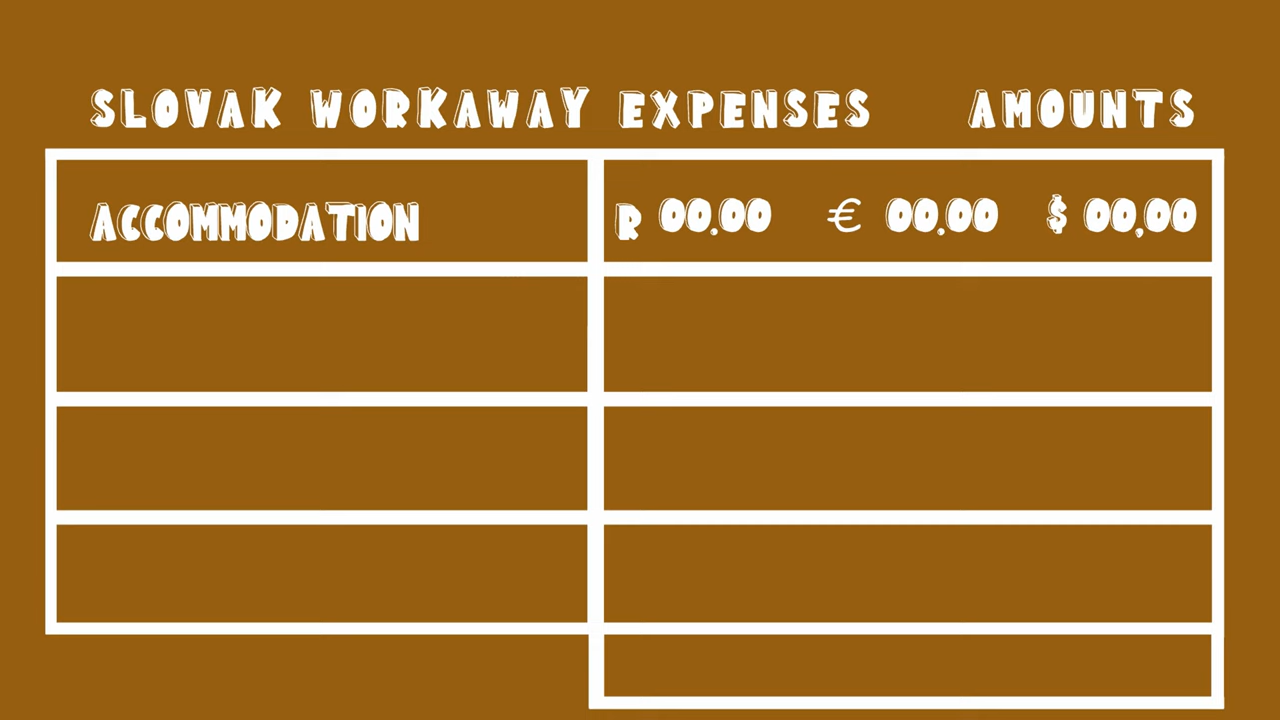 SLOVAK WORKAWAY EXPENSES AMOUNTS
ACCOMMODATION R 00.00 € 00.00 $ 00,00